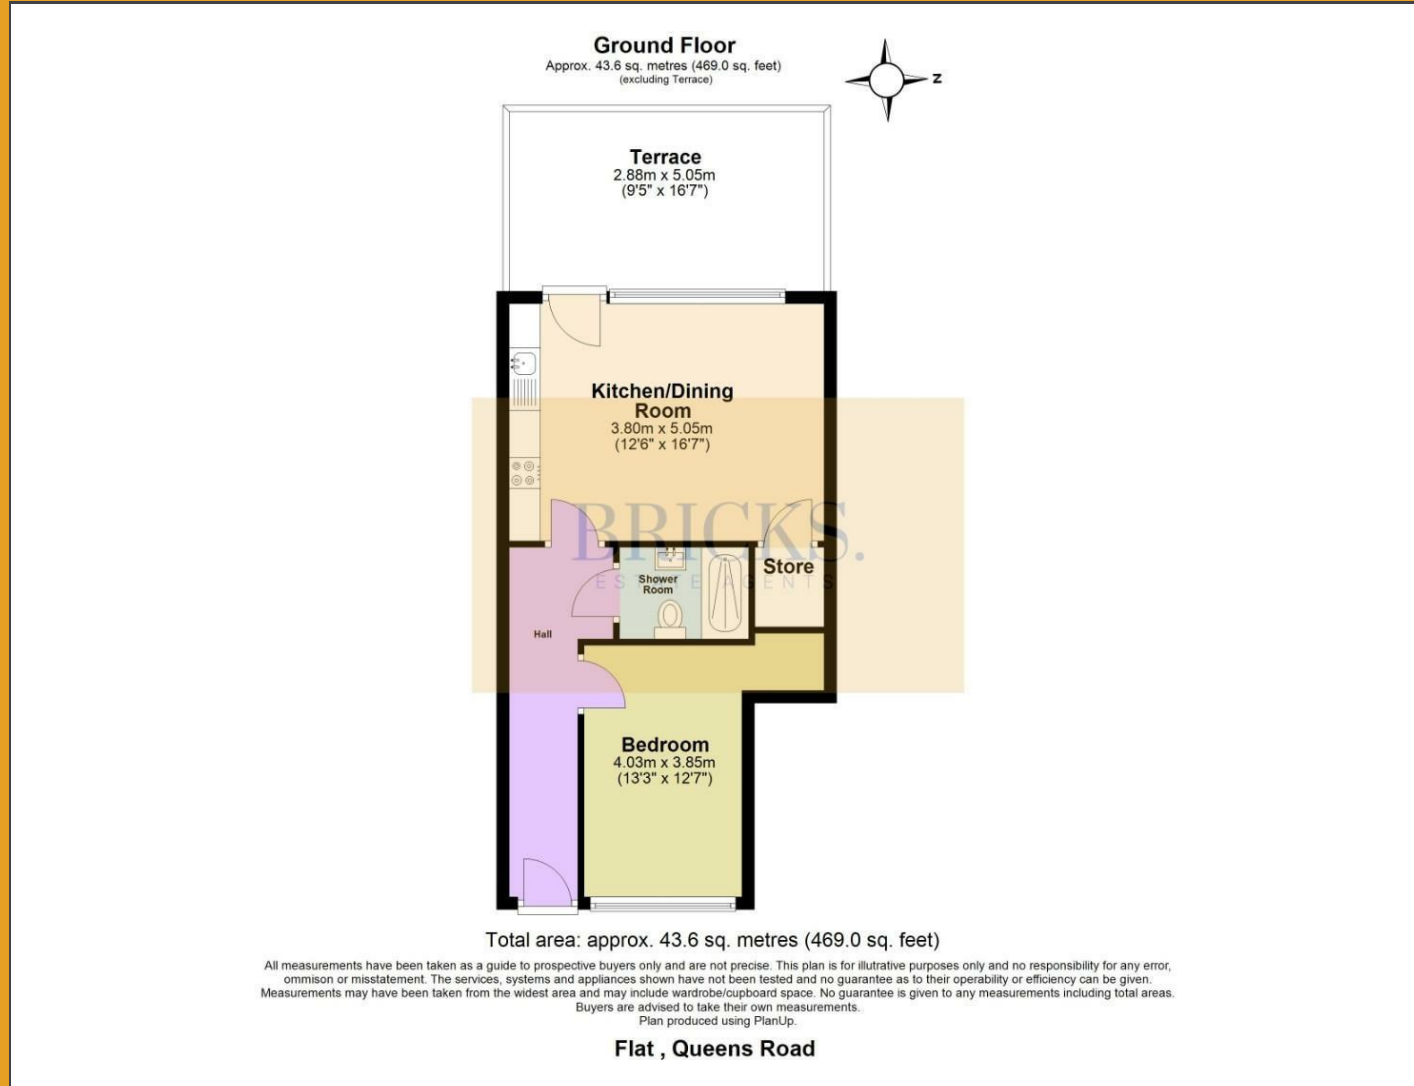 Ground Floor
Approx. 43.6 sq. metres (469.0 sq. feet)
(excluding Terrace)
N
Terrace
2.88m x 5.05m
(9'5" x 16'7")
Kitchen/Dining
Room
3.80m x 5.05m
(12'6" x 16'7")
BRICKS.
ESTATE AGENTS
Store
Shower
Room
Hall
Bedroom
4.03m x 3.85m
(13'3" x 12'7")
Total area: approx. 43.6 sq. metres (469.0 sq. feet)
All measurements have been taken as a guide to prospective buyers only and are not precise. This plan is for illutrative purposes only and no responsibility for any error,
ommison or misstatement. The services, systems and appliances shown have not been tested and no guarantee as to their operability or efficiency can be given.
Measurements may have been taken from the widest area and may include wardrobe/cupboard space. No guarantee is given to any measurements including total areas.
Buyers are advised to take their own measurements.
Plan produced using PlanUp.
Flat , Queens Road